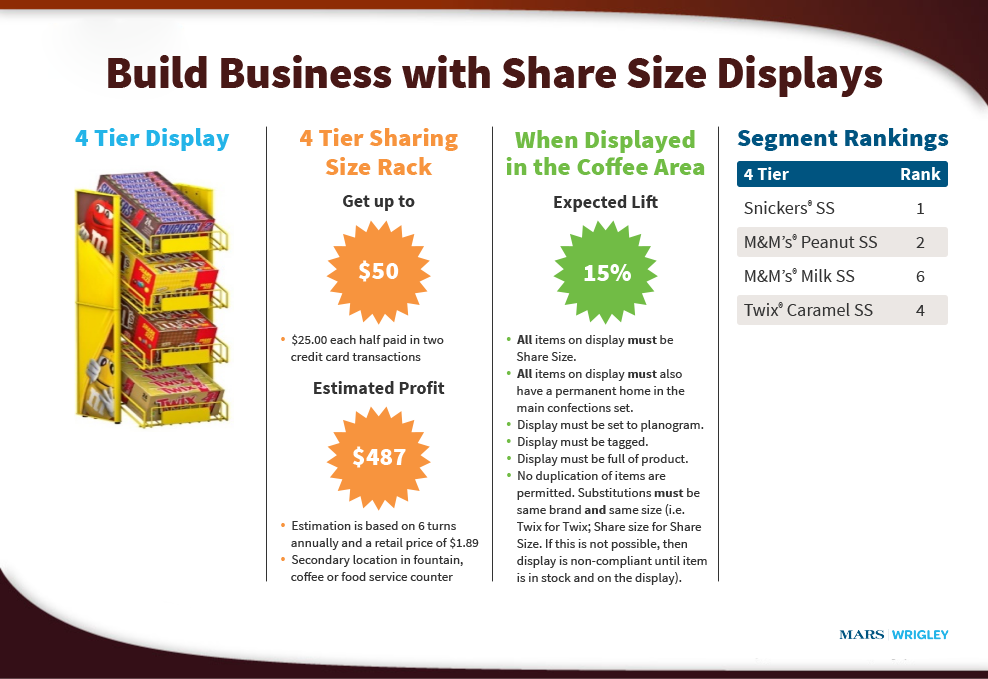 Build Business with Share Size Displays
4 Tier Display
SNICKERS
m
m
Twix
Twix
Twix
4 Tier Sharing
Size Rack
Get up to
$50
• $25.00 each half paid in two
credit card transactions
Estimated Profit
$487
• Estimation is based on 6 turns
annually and a retail price of $1.89
• Secondary location in fountain,
coffee or food service counter
When Displayed
in the Coffee Area
Expected Lift
15%
• All items on display must be
Share Size.
• All items on display must also
have a permanent home in the
main confections set.
• Display must be set to planogram.
• Display must be tagged.
• Display must be full of product.
• No duplication of items are
permitted. Substitutions must be
same brand and same size (i.e.
Twix for Twix; Share size for Share
Size. If this is not possible, then
display is non-compliant until item
is in stock and on the display).
Segment Rankings
4 Tier Rank
Snickers® SS 1
M&M's® Peanut SS 2
M&M's® Milk SS 6
Twix® Caramel SS 4
MARS | WRIGLEY